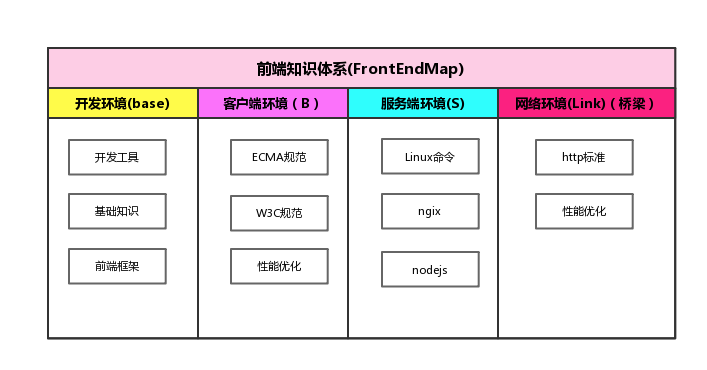 前端知识体系(FrontEndMap)
开发环境(base)
客户端环境（B）
服务端环境(S)
网络环境(Link)（桥梁）
开发工具
基础知识
前端框架
ECMA规范
W3C规范
性能优化
Linux命令
ngix
nodejs
http标准
性能优化